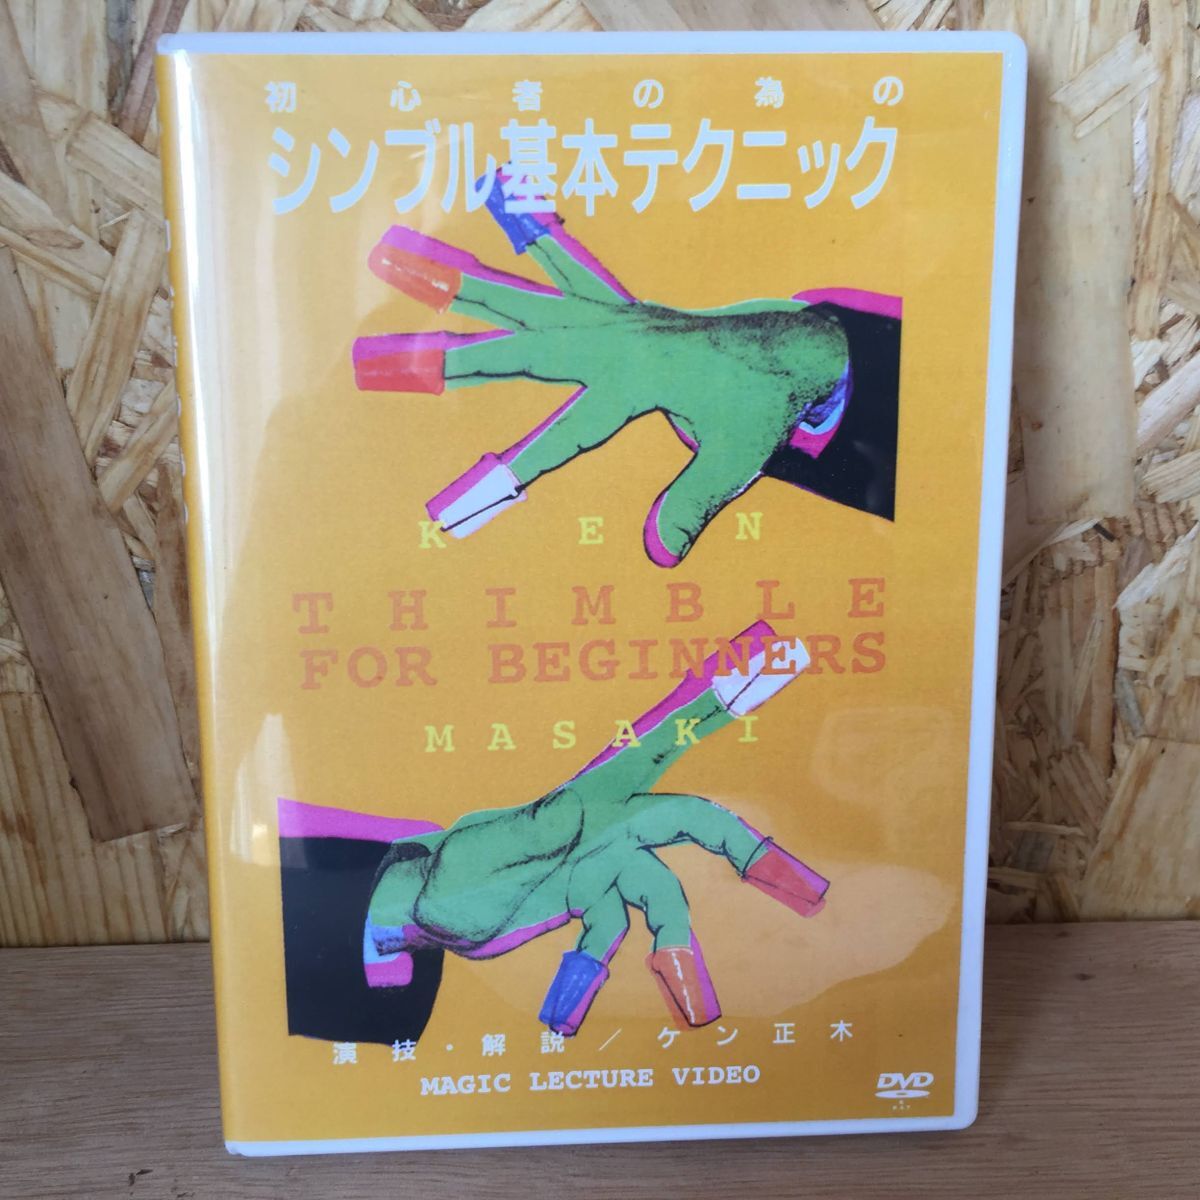 初心者の為の
シンブル基本テクニック
KEN
THIMBLE
FOR BEGINNERS
MASAKI
演技・解説／ケン正木
MAGIC LECTURE VIDEO
DVD